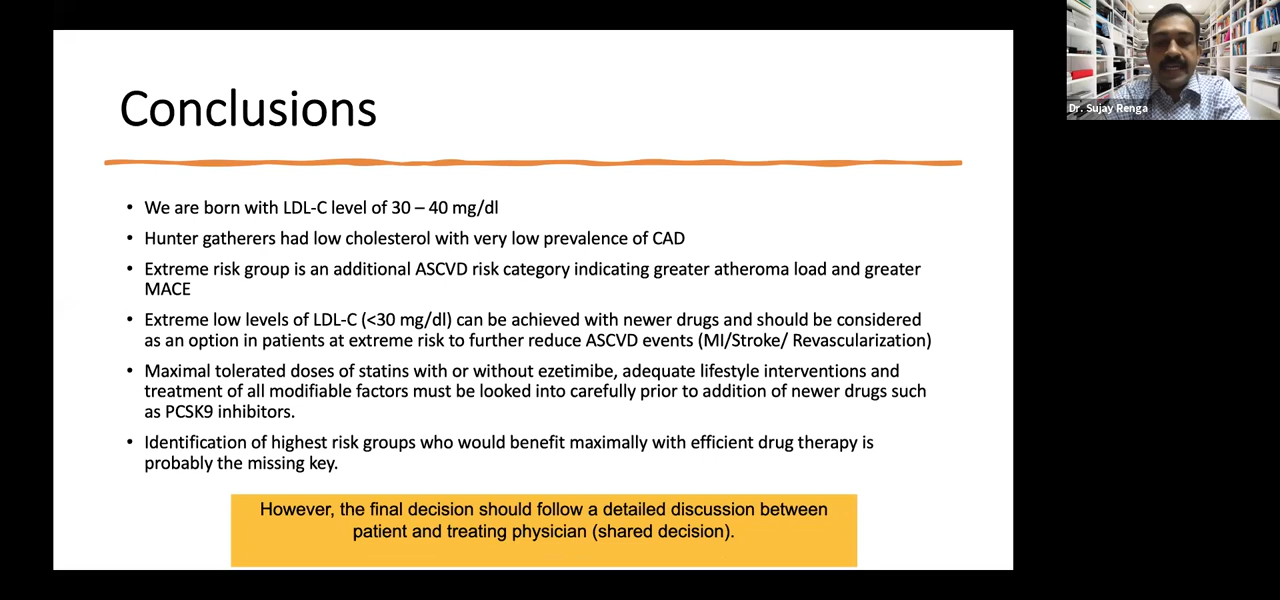 Conclusions
• We are born with LDL-C level of 30 – 40 mg/dl
• Hunter gatherers had low cholesterol with very low prevalence of CAD
• Extreme risk group is an additional ASCVD risk category indicating greater atheroma load and greater
MACE
• Extreme low levels of LDL-C (<30 mg/dl) can be achieved with newer drugs and should be considered
as an option in patients at extreme risk to further reduce ASCVD events (MI/Stroke/ Revascularization)
• Maximal tolerated doses of statins with or without ezetimibe, adequate lifestyle interventions and
treatment of all modifiable factors must be looked into carefully prior to addition of newer drugs such
as PCSK9 inhibitors.
• Identification of highest risk groups who would benefit maximally with efficient drug therapy is
probably the missing key.
However, the final decision should follow a detailed discussion between
patient and treating physician (shared decision).
Dr. Sujay Renga